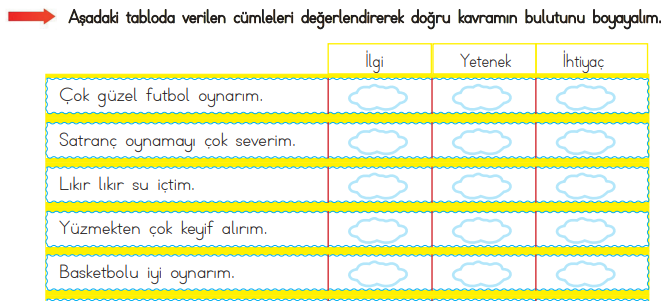 Aşadaki tabloda verilen cümleleri değerlendirerek doğru kavramın bulutunu boyayalım.
İlgi Yetenek İhtiyaç
Çok güzel futbol oynarım.
Satranç oynamayı çok severim.
Lıkır lıkır su içtim.
Yüzmekten çok keyif alırım.
Basketbolu iyi oynarım.